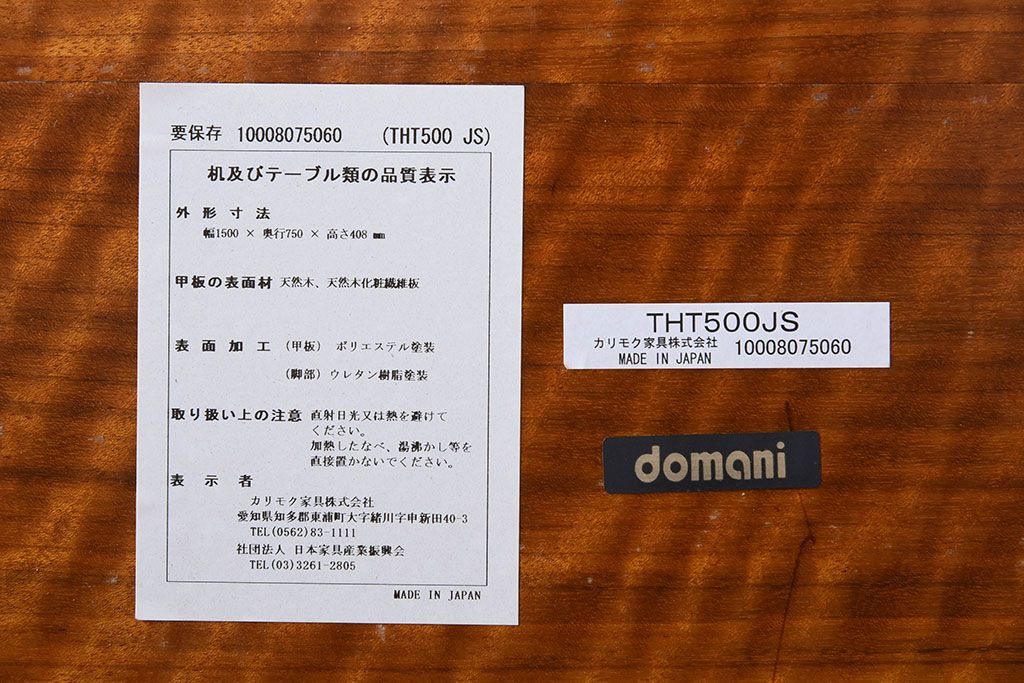 要保存 10008075060 (THT500 JS)
机及びテーブル類の品質表示
外形寸法
幅1500 × 奥行750 × 高さ408 mm
甲板の表面材 天然木、天然木化粧繊維板
表面加工 (甲板) ポリエステル塗装
(脚部) ウレタン樹脂塗装
取り扱い上の注意 直射日光又は熱を避けて
ください。
加熱したなべ、湯沸かし等を
直接置かないでください。
表示者
カリモク家具株式会社
愛知県知多郡東浦町大字緒川字申新田40-3
TEL(0562)83-1111
社団法人 日本家具産業振興会
TEL(03)3261-2805
MADE IN JAPAN
THT500JS
カリモク家具株式会社 10008075060
MADE IN JAPAN
domani